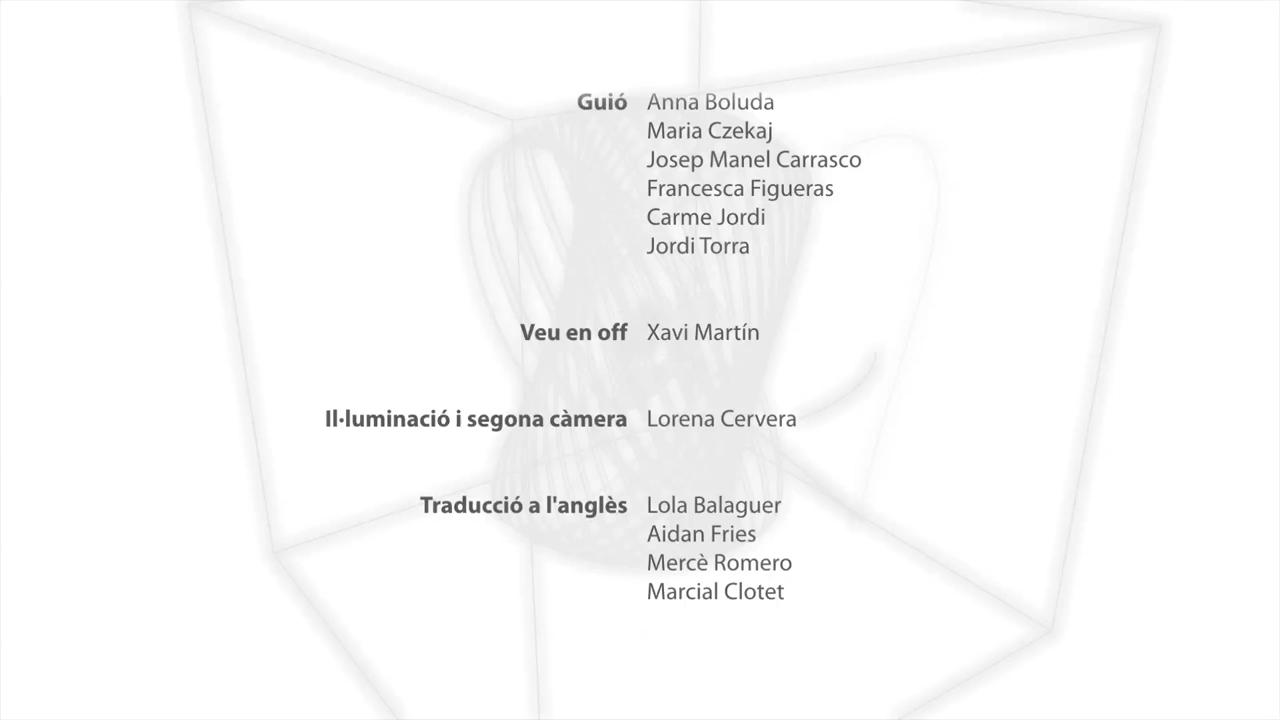 Guió Anna Boluda
Maria Czekaj
Josep Manel Carrasco
Francesca Figueras
Carme Jordi
Jordi Torra
Veu en off Xavi Martín
Il·luminació i segona càmera Lorena Cervera
Traducció a l'anglès Lola Balaguer
Aidan Fries
Mercè Romero
Marcial Clotet